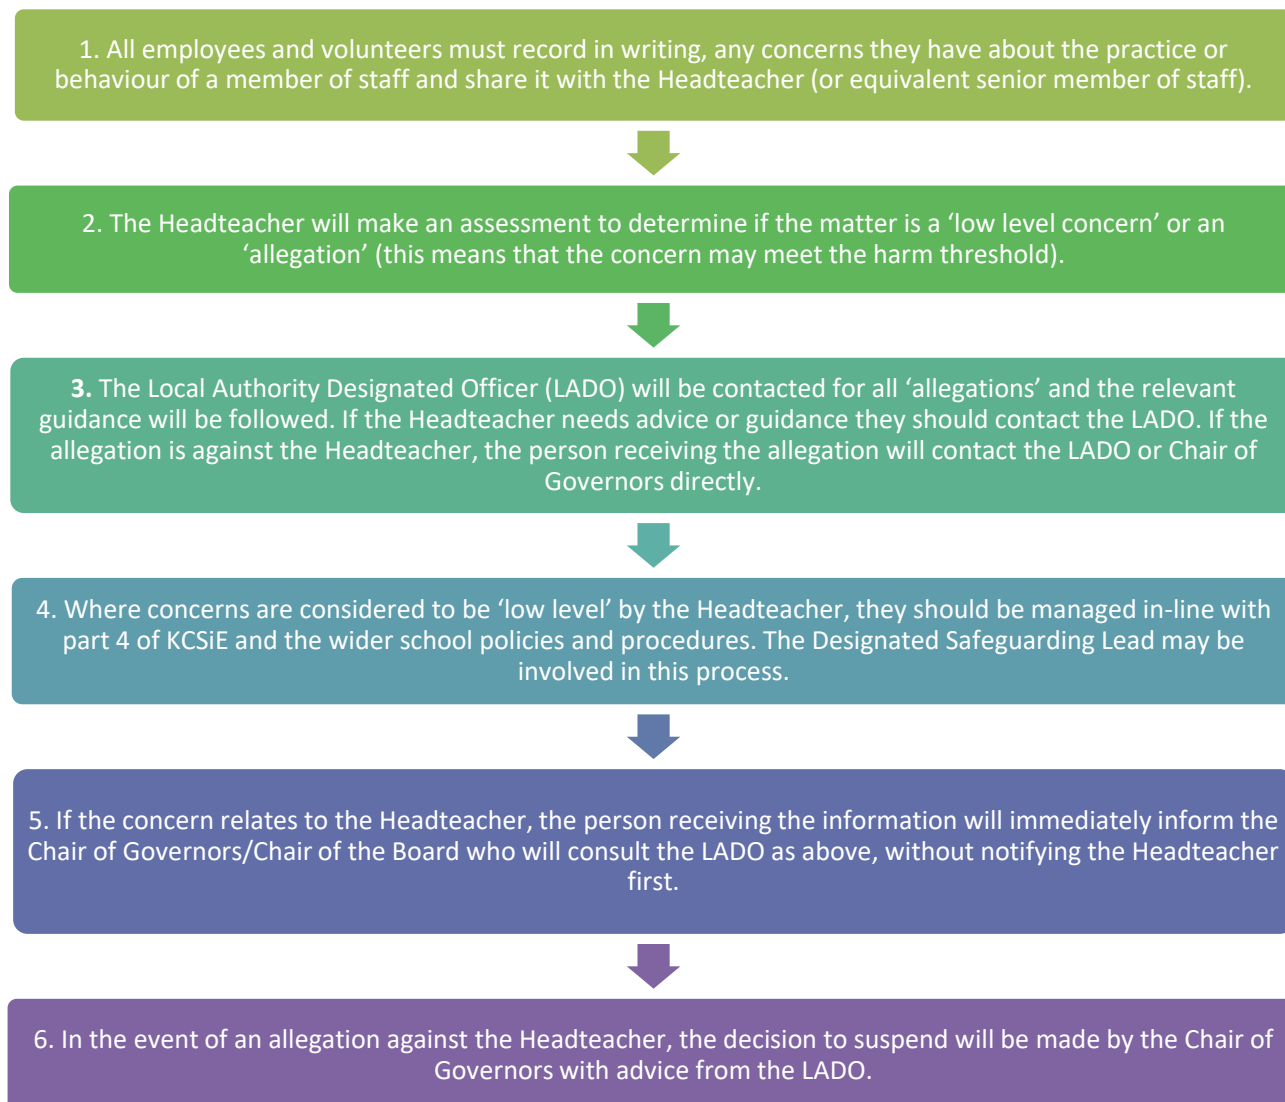 1. All employees and volunteers must record in writing, any concerns they have about the practice or
behaviour of a member of staff and share it with the Headteacher (or equivalent senior member of staff).
2. The Headteacher will make an assessment to determine if the matter is a ‘low level concern’ or an
‘allegation’ (this means that the concern may meet the harm threshold).
3. The Local Authority Designated Officer (LADO) will be contacted for all ‘allegations’ and the relevant
guidance will be followed. If the Headteacher needs advice or guidance they should contact the LADO. If the
allegation is against the Headteacher, the person receiving the allegation will contact the LADO or Chair of
Governors directly.
4. Where concerns are considered to be ‘low level’ by the Headteacher, they should be managed in-line with
part 4 of KCSiE and the wider school policies and procedures. The Designated Safeguarding Lead may be
involved in this process.
5. If the concern relates to the Headteacher, the person receiving the information will immediately inform the
Chair of Governors/Chair of the Board who will consult the LADO as above, without notifying the Headteacher
first.
6. In the event of an allegation against the Headteacher, the decision to suspend will be made by the Chair of
Governors with advice from the LADO.